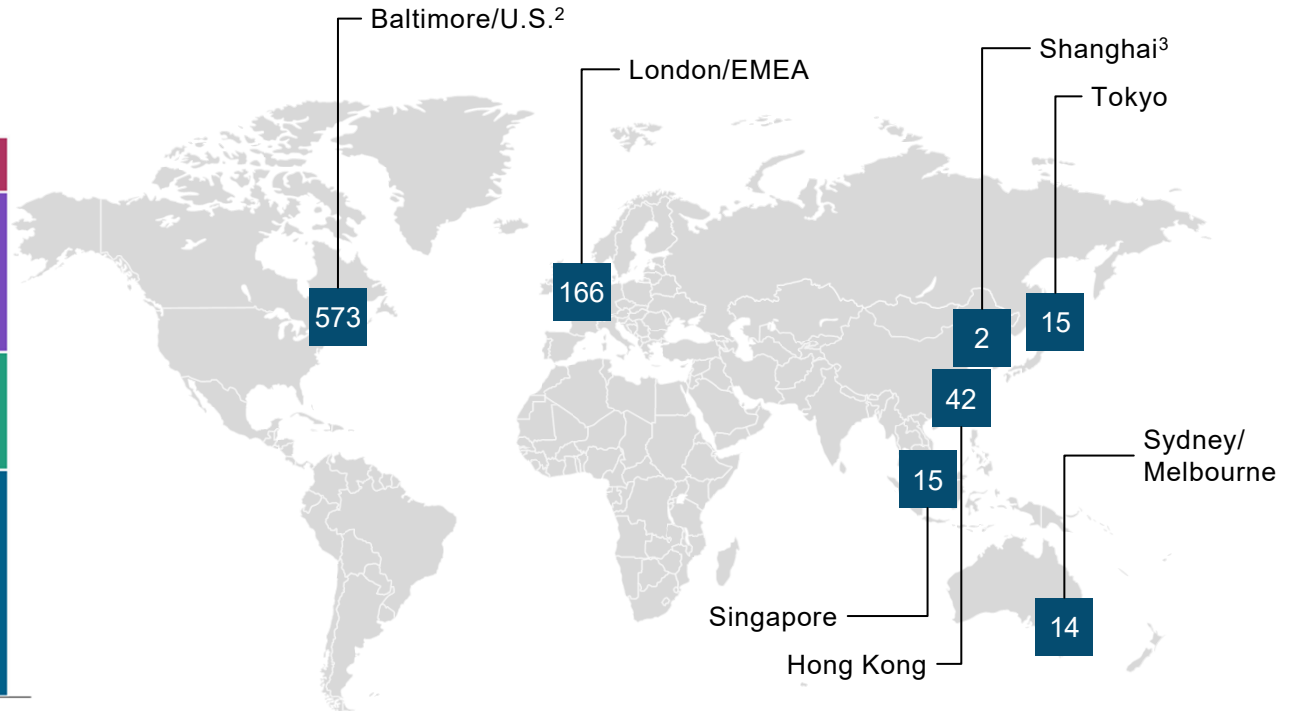 Baltimore/U.S.²
London/EMEA
Shanghai³
Tokyo
573
166
2
15
42
15
Sydney/
Melbourne
Singapore
14
Hong Kong